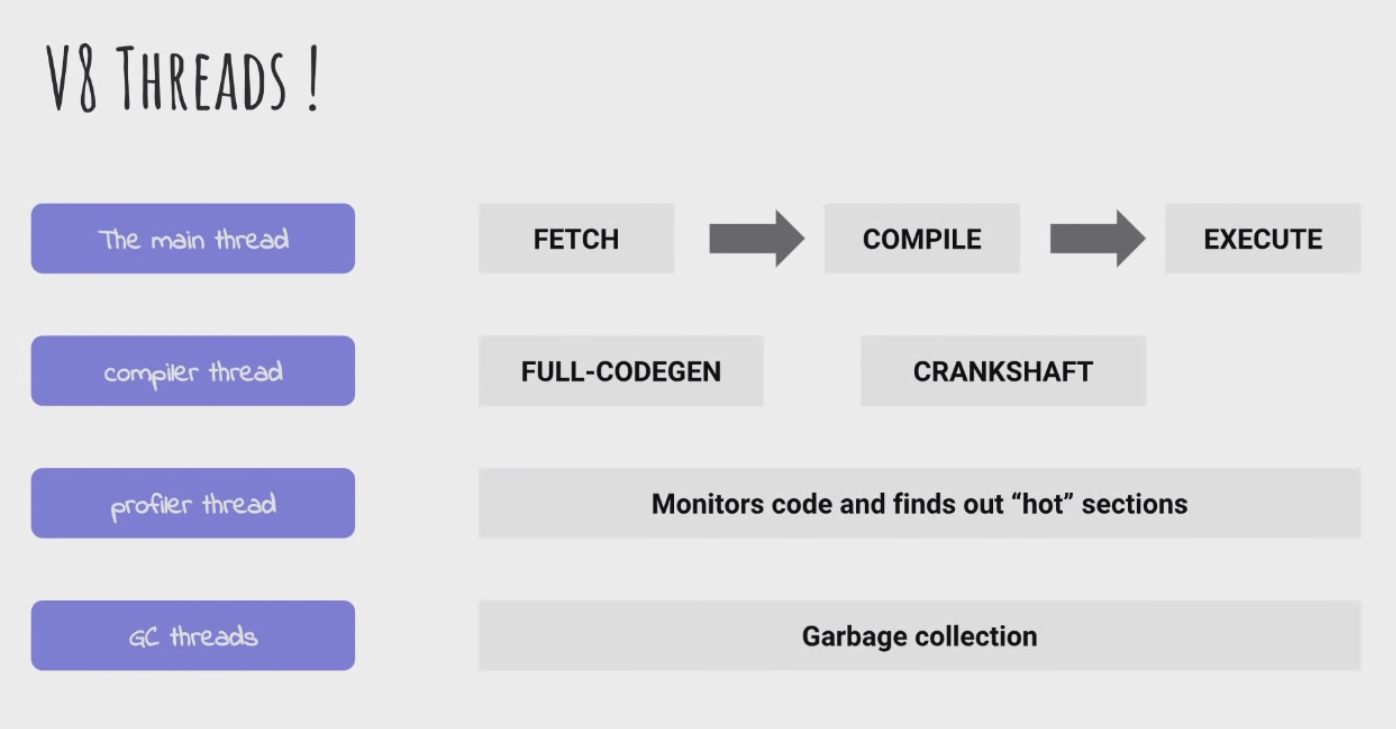 V8 THREADS !
The main thread
FETCH
COMPILE
EXECUTE
compiler thread
FULL-CODEGEN
CRANKSHAFT
profiler thread
Monitors code and finds out “hot” sections
GC threads
Garbage collection